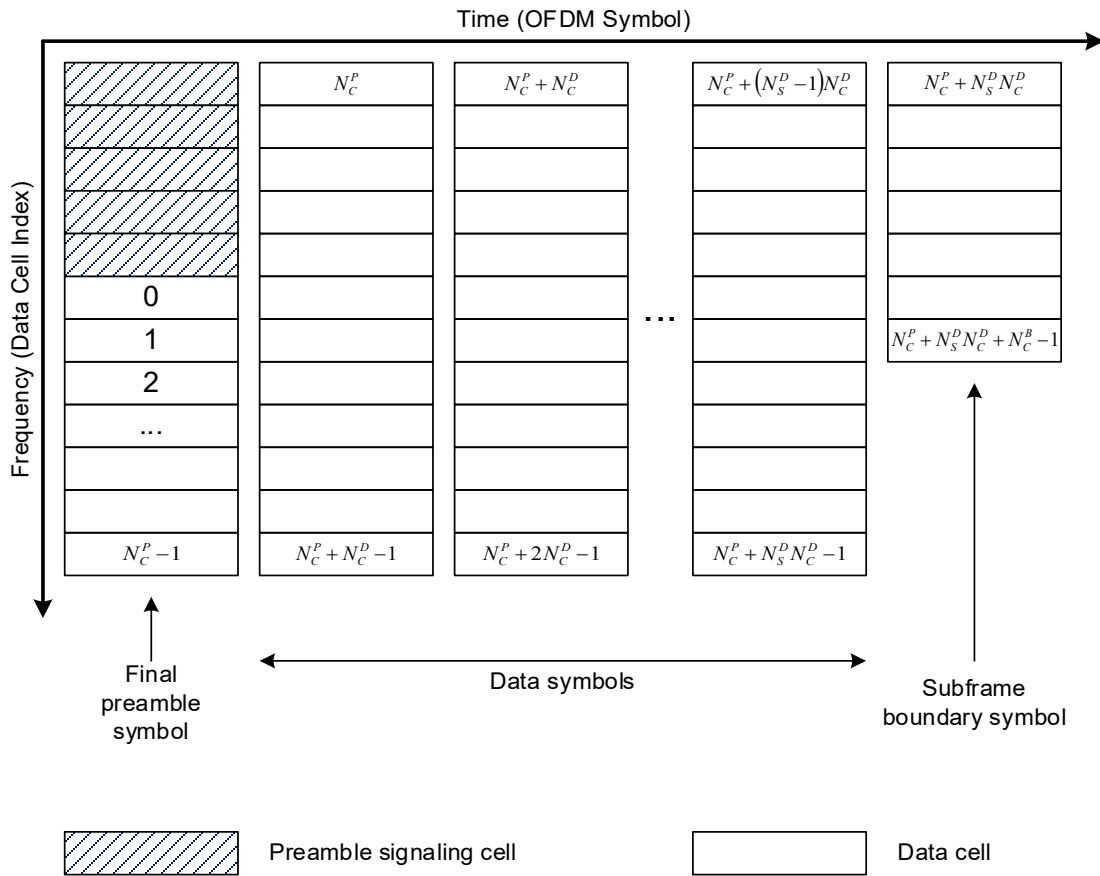 Time (OFDM Symbol)
Frequency (Data Cell Index)
0
1
2
...
$N_C^P - 1$
$N_C^P$
$N_C^P + N_C^D - 1$
$N_C^P + N_C^D$
$N_C^P + 2N_C^D - 1$
...
$N_C^P + (N_S^D - 1)N_C^D$
$N_C^P + N_S^D N_C^D - 1$
$N_C^P + N_S^D N_C^D$
$N_C^P + N_S^D N_C^D + N_C^B - 1$
Final
preamble
symbol
Data symbols
Subframe
boundary symbol
Preamble signaling cell
Data cell